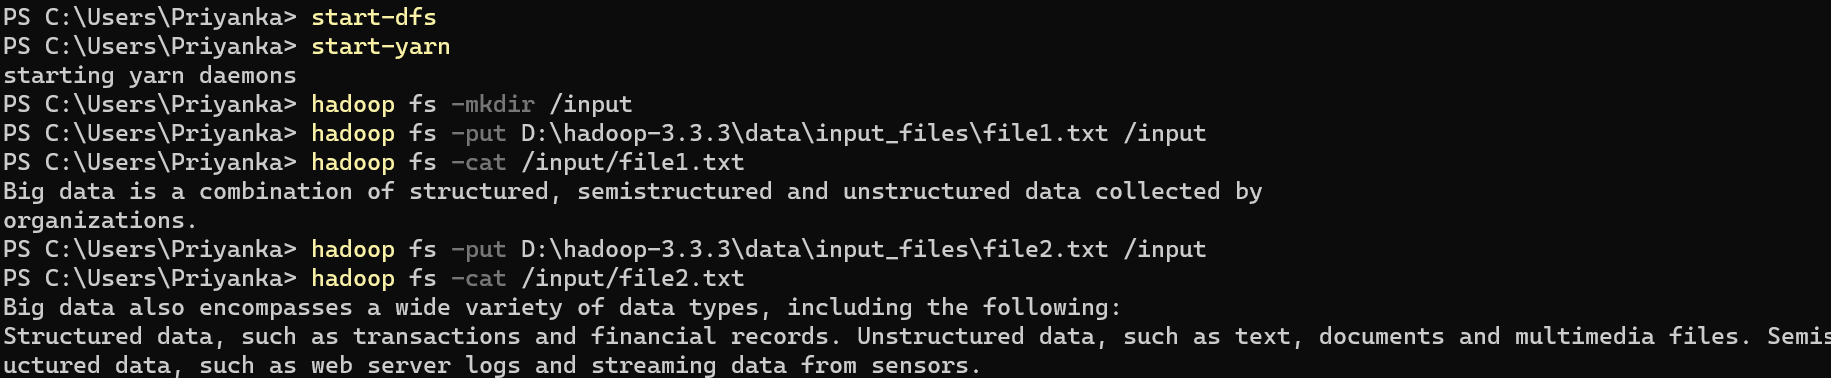 PS C:\Users\Priyanka> start-dfs
PS C:\Users\Priyanka> start-yarn
starting yarn daemons
PS C:\Users\Priyanka> hadoop fs -mkdir /input
PS C:\Users\Priyanka> hadoop fs -put D:\hadoop-3.3.3\data\input_files\file1.txt /input
PS C:\Users\Priyanka> hadoop fs -cat /input/file1.txt
Big data is a combination of structured, semistructured and unstructured data collected by
organizations.
PS C:\Users\Priyanka> hadoop fs -put D:\hadoop-3.3.3\data\input_files\file2.txt /input
PS C:\Users\Priyanka> hadoop fs -cat /input/file2.txt
Big data also encompasses a wide variety of data types, including the following:
Structured data, such as transactions and financial records. Unstructured data, such as text, documents and multimedia files. Semis
uctured data, such as web server logs and streaming data from sensors.